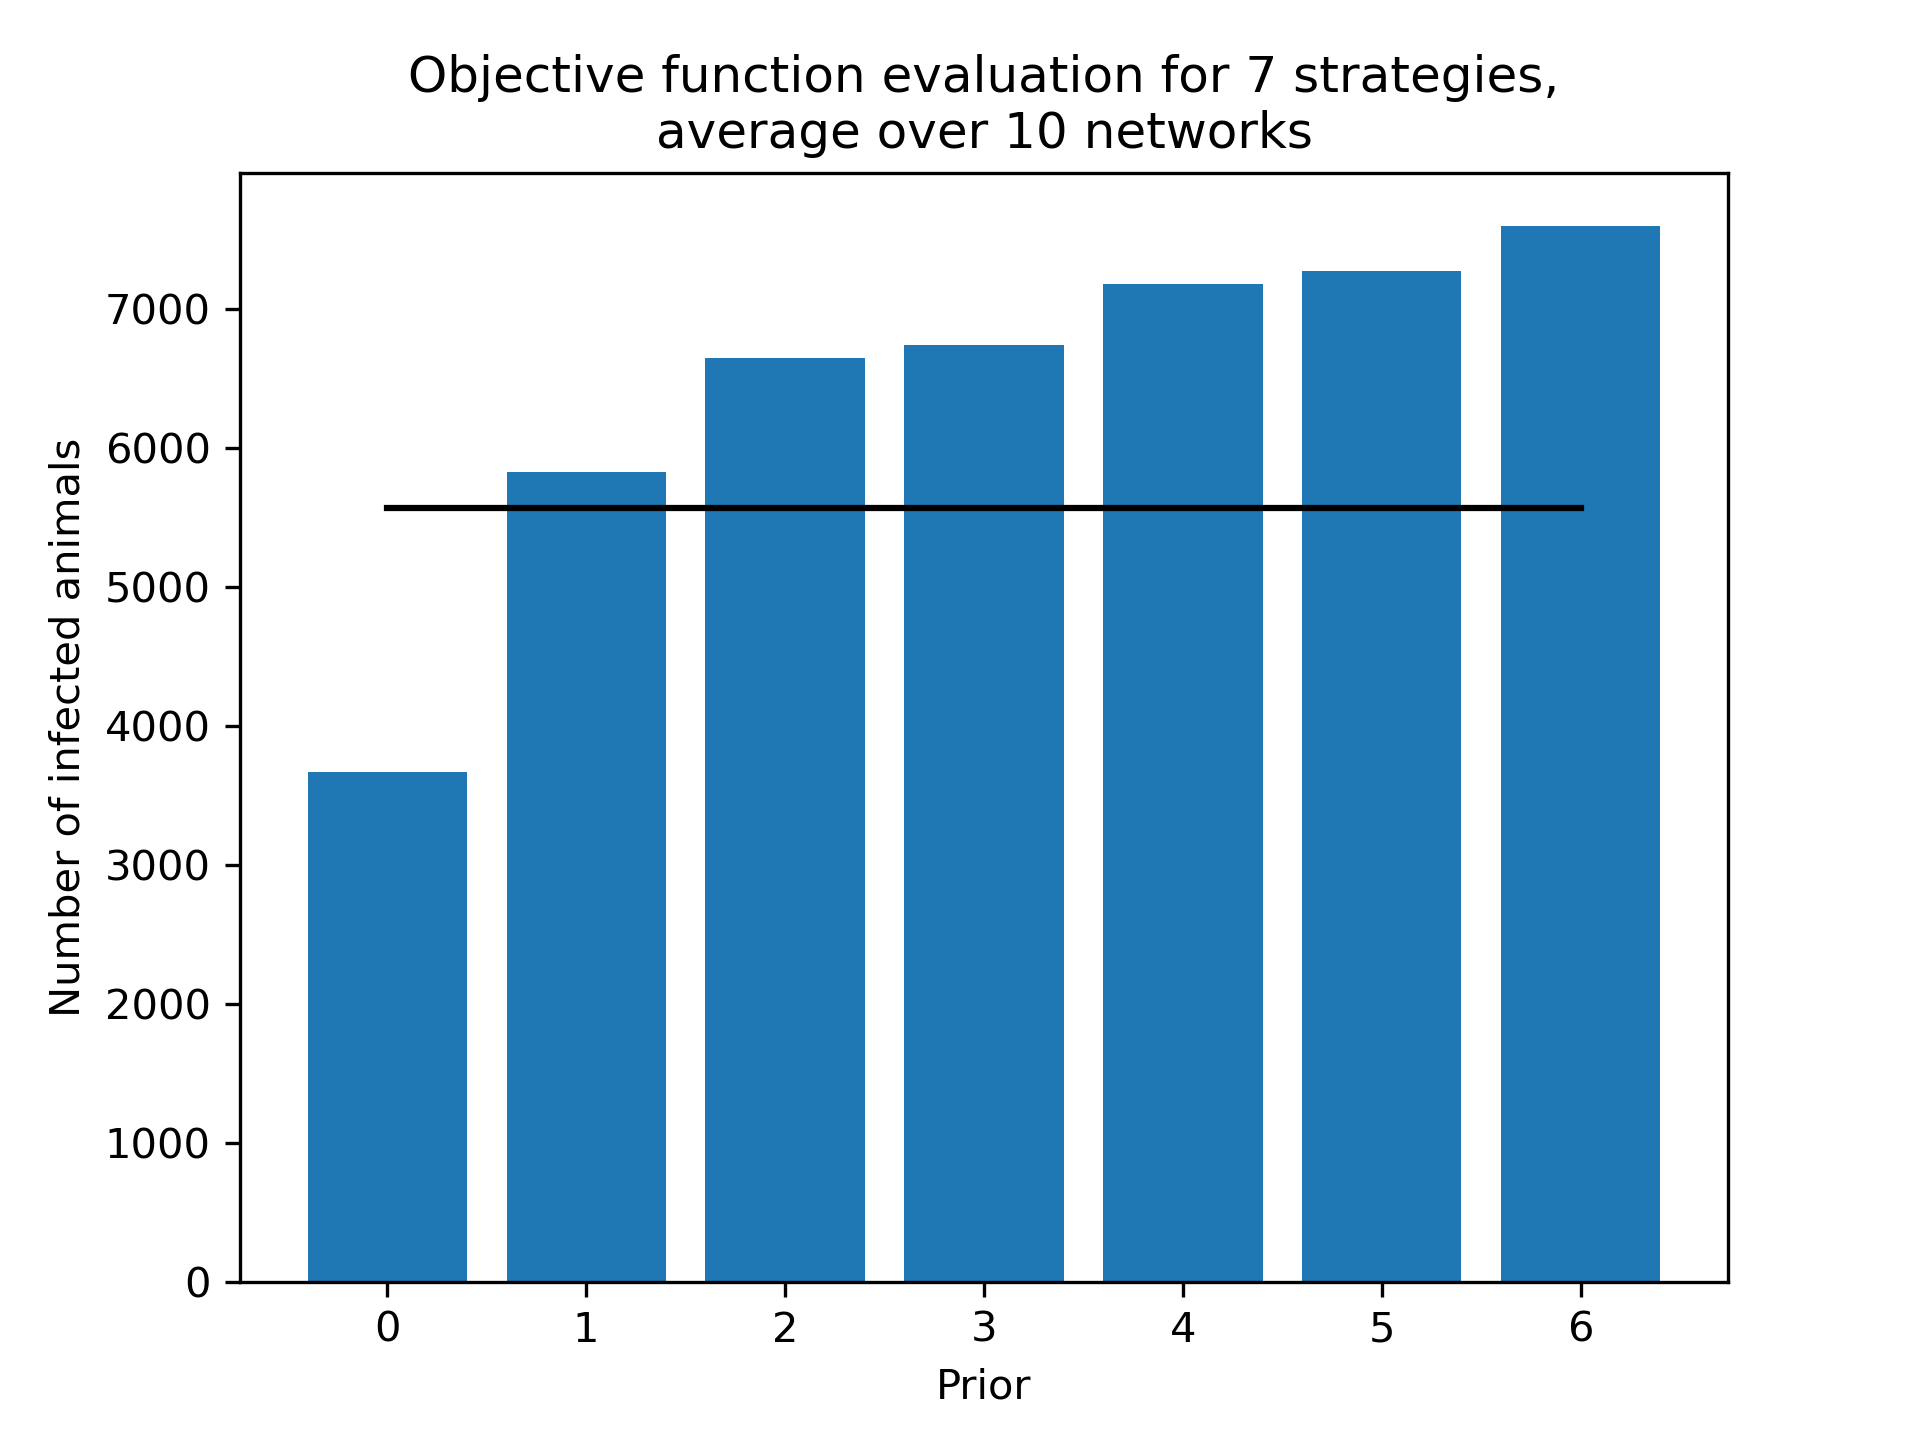 Objective function evaluation for 7 strategies,
average over 10 networks
Number of infected animals
7000
6000
5000
4000
3000
2000
1000
0
0 1 2 3 4 5 6
Prior